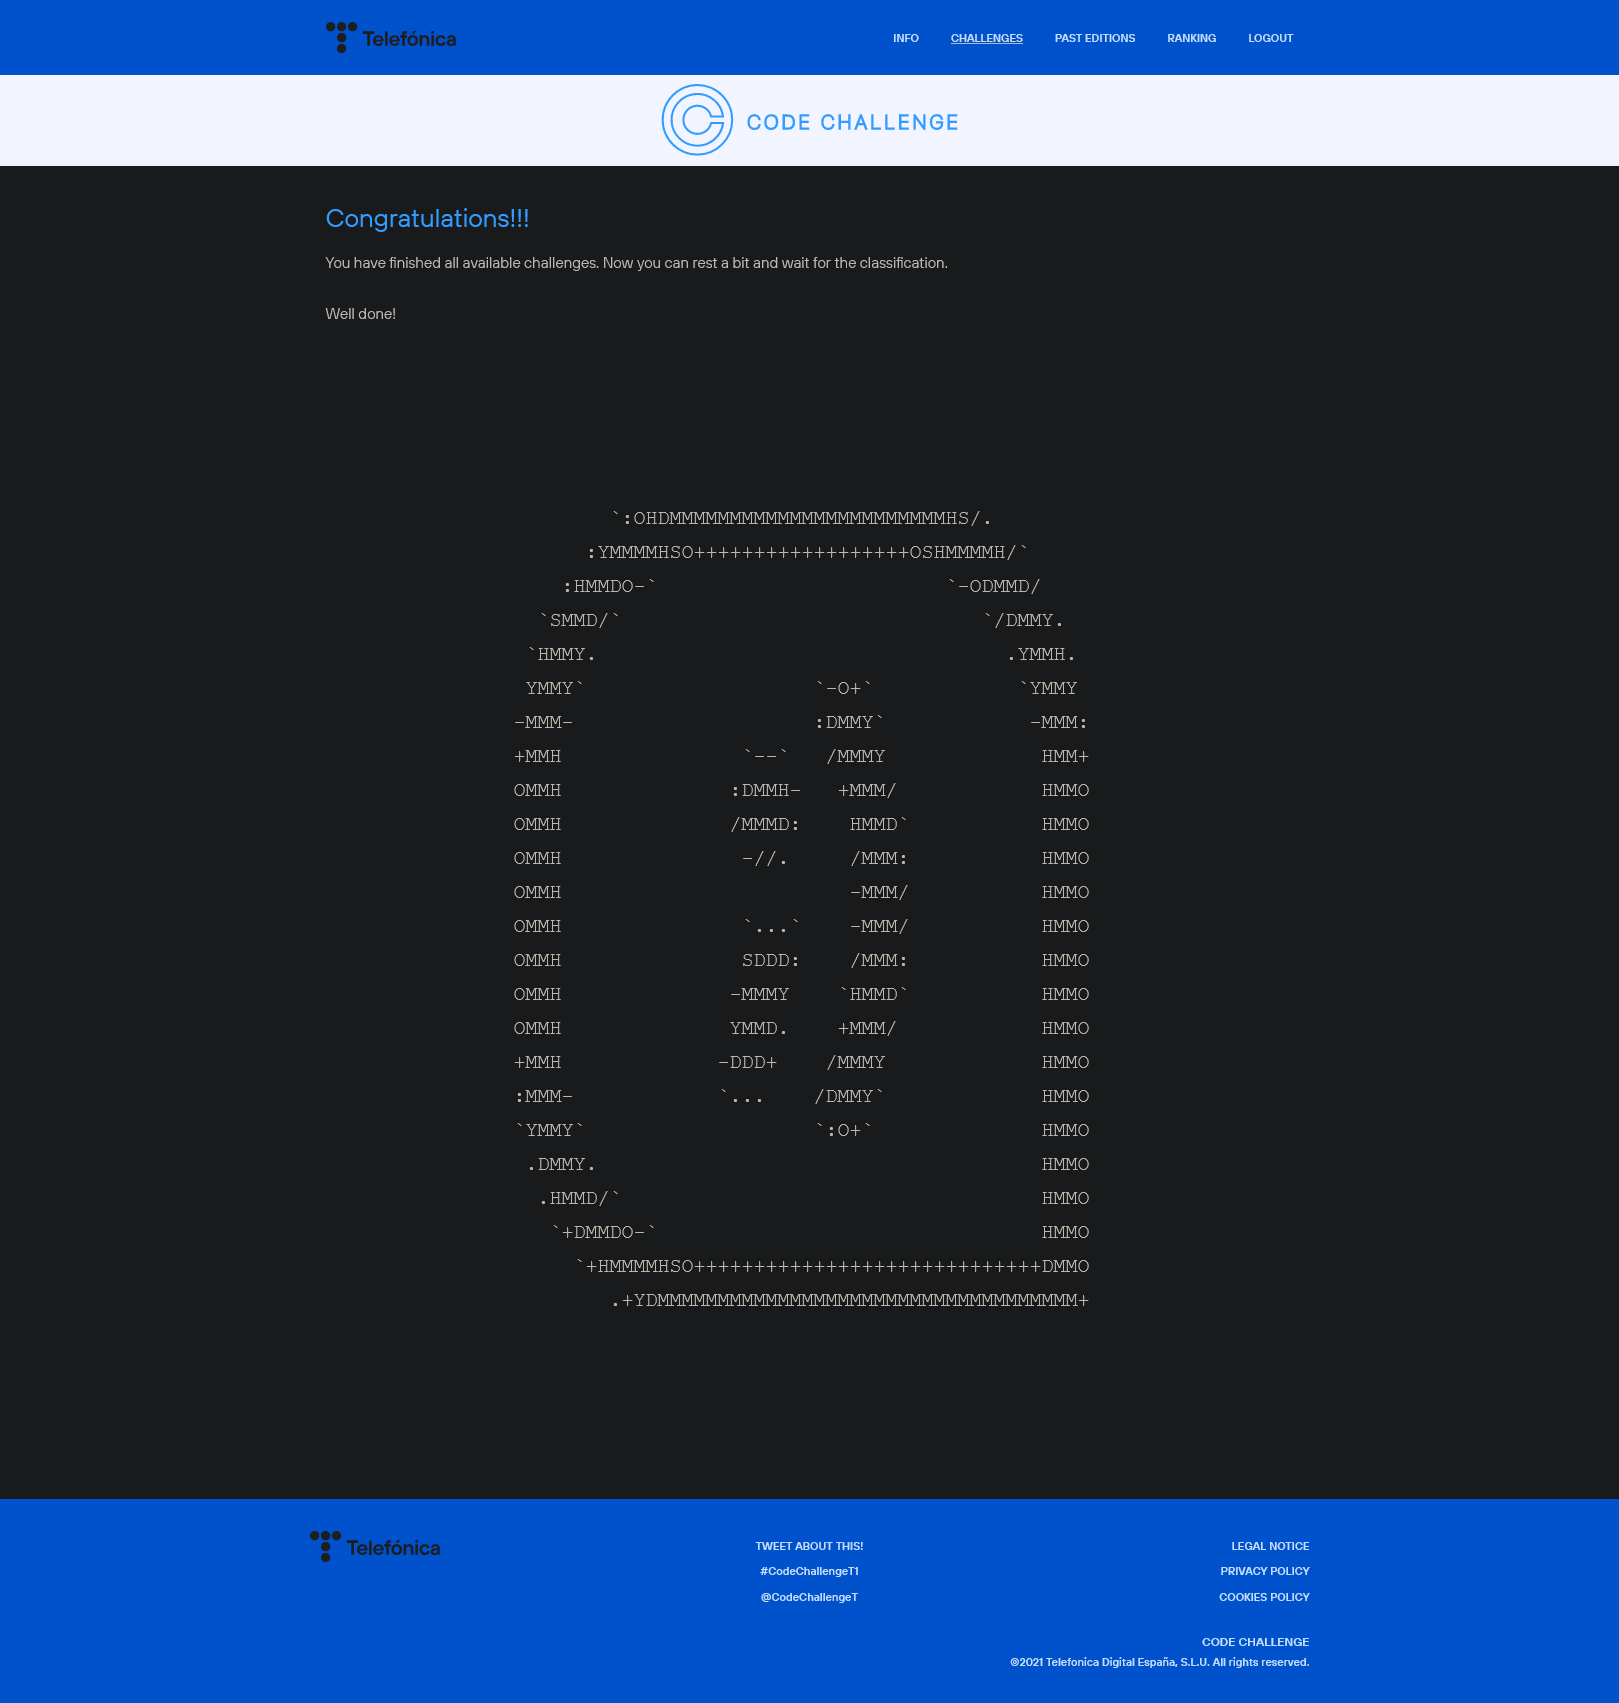 Telefónica
INFO CHALLENGES PAST EDITIONS RANKING LOGOUT
CODE CHALLENGE
Congratulations!!!
You have finished all available challenges. Now you can rest a bit and wait for the classification.
Well done!
`:OHDMMMMMMMMMMMMMMMMMMMMMMMHS/.
:YMMMMHSO++++++++++++++++++OSHMMMMH/`
:HMMDO-`                        `-ODMMD/
`SMMD/`                              `/DMMY.
`HMMY.                                  .YMMH.
YMMY`                   `-O+`            `YMMY
-MMM-                    :DMMY`            -MMM:
+MMH               `--`   /MMMY             HMM+
OMMH              :DMMH-   +MMM/            HMMO
OMMH              /MMMD:    HMMD`           HMMO
OMMH               -//.     /MMM:           HMMO
OMMH                        -MMM/           HMMO
OMMH               `...`    -MMM/           HMMO
OMMH               SDDD:    /MMM:           HMMO
OMMH              -MMMY    `HMMD`           HMMO
OMMH              YMMD.    +MMM/            HMMO
+MMH             -DDD+    /MMMY             HMMO
:MMM-            `...    /DMMY`             HMMO
`YMMY`                   `:O+`              HMMO
.DMMY.                                     HMMO
.HMMD/`                                   HMMO
`+DMMDO-`                                HMMO
`+HMMMMHSO+++++++++++++++++++++++++++++DMMO
.+YDMMMMMMMMMMMMMMMMMMMMMMMMMMMMMMMMMMM+
Telefónica
TWEET ABOUT THIS!
#CodeChallengeT1
@CodeChallengeT
LEGAL NOTICE
PRIVACY POLICY
COOKIES POLICY
CODE CHALLENGE
©2021 Telefonica Digital España, S.L.U. All rights reserved.